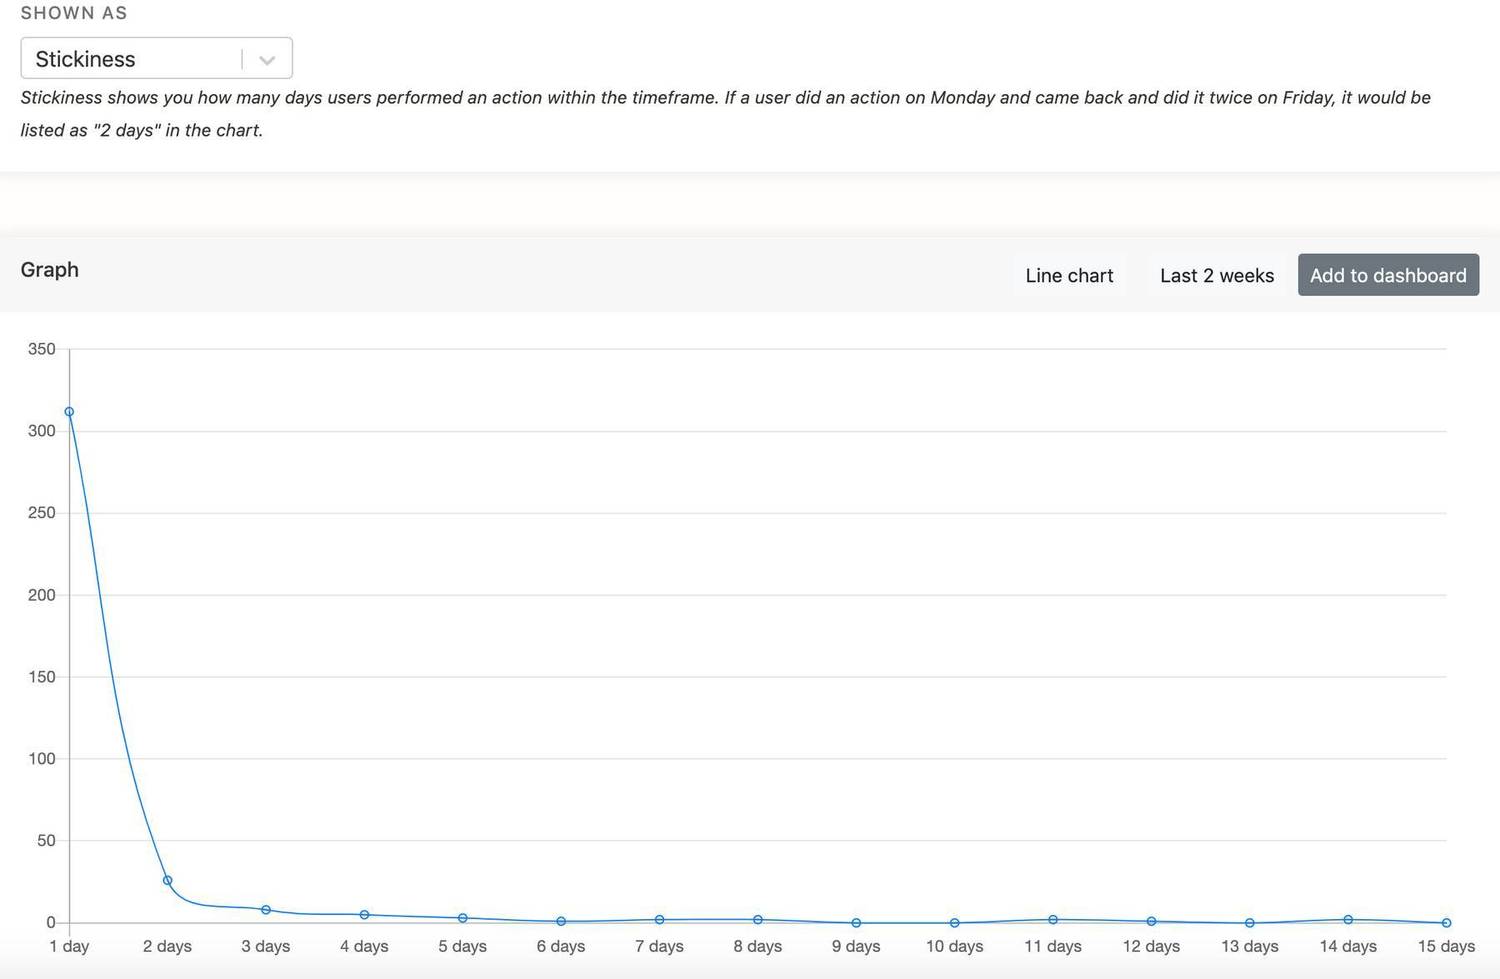 SHOWN AS
Stickiness
Stickiness shows you how many days users performed an action within the timeframe. If a user did an action on Monday and came back and did it twice on Friday, it would be
listed as "2 days" in the chart.
Graph
Line chart
Last 2 weeks
Add to dashboard
350
300
250
200
150
100
50
0
1 day 2 days 3 days 4 days 5 days 6 days 7 days 8 days 9 days 10 days 11 days 12 days 13 days 14 days 15 days